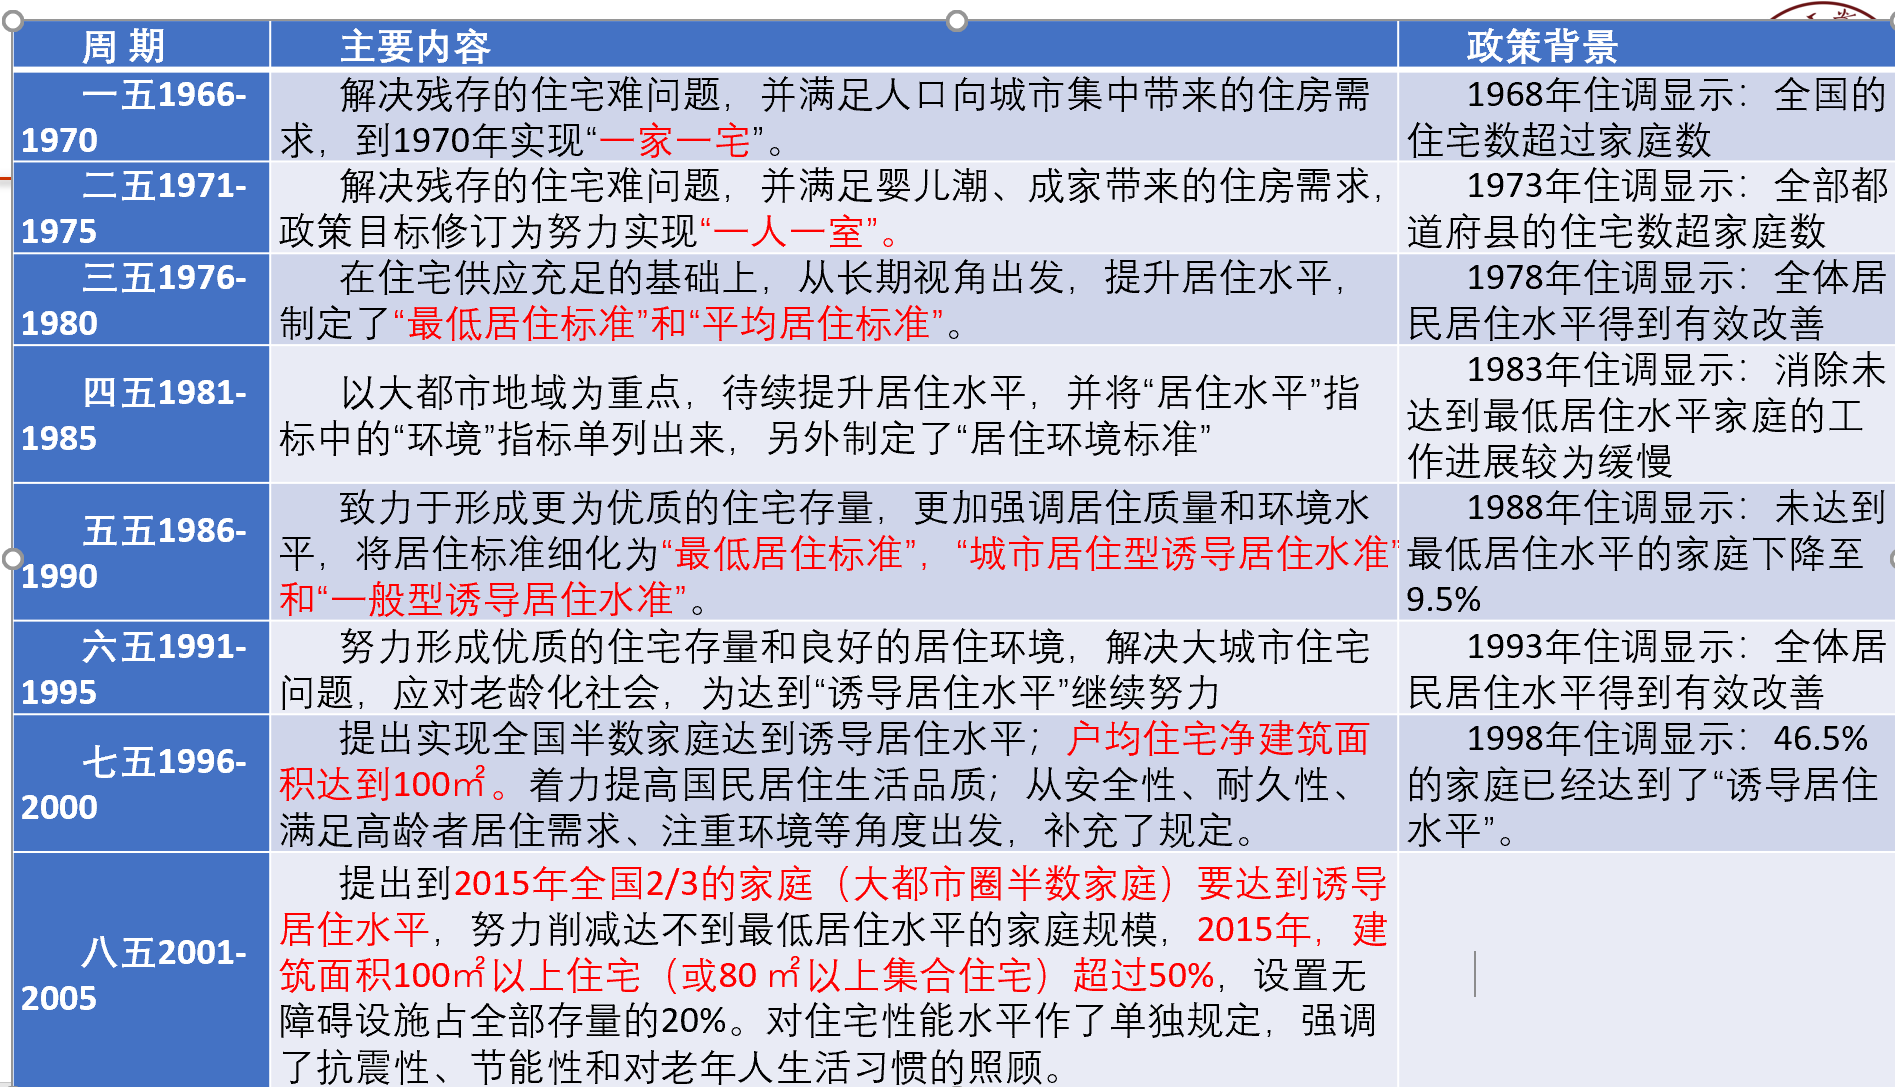 周 期
主要内容
政策背景
一五1966-
1970
解决残存的住宅难问题，并满足人口向城市集中带来的住房需
求，到1970年实现“一家一宅”。
1968年住调显示：全国的
住宅数超过家庭数
二五1971-
1975
解决残存的住宅难问题，并满足婴儿潮、成家带来的住房需求，
政策目标修订为努力实现“一人一室”。
1973年住调显示：全部都
道府县的住宅数超家庭数
三五1976-
1980
在住宅供应充足的基础上，从长期视角出发，提升居住水平，
制定了“最低居住标准”和“平均居住标准”。
1978年住调显示：全体居
民居住水平得到有效改善
四五1981-
1985
以大都市地域为重点，待续提升居住水平，并将“居住水平”指
标中的“环境”指标单列出来，另外制定了“居住环境标准”
1983年住调显示：消除未
达到最低居住水平家庭的工
作进展较为缓慢
五五1986-
1990
致力于形成更为优质的住宅存量，更加强调居住质量和环境水
平，将居住标准细化为“最低居住标准”，“城市居住型诱导居住水准”
和“一般型诱导居住水准”。
1988年住调显示：未达到
最低居住水平的家庭下降至
9.5%
六五1991-
1995
努力形成优质的住宅存量和良好的居住环境，解决大城市住宅
问题，应对老龄化社会，为达到“诱导居住水平”继续努力
1993年住调显示：全体居
民居住水平得到有效改善
七五1996-
2000
提出实现全国半数家庭达到诱导居住水平；户均住宅净建筑面
积达到100㎡。着力提高国民居住生活品质；从安全性、耐久性、
满足高龄者居住需求、注重环境等角度出发，补充了规定。
1998年住调显示：46.5%
的家庭已经达到了“诱导居住
水平”。
八五2001-
2005
提出到2015年全国2/3的家庭（大都市圈半数家庭）要达到诱导
居住水平，努力削减达不到最低居住水平的家庭规模，2015年，建
筑面积100㎡以上住宅（或80 ㎡以上集合住宅）超过50%，设置无
障碍设施占全部存量的20%。对住宅性能水平作了单独规定，强调
了抗震性、节能性和对老年人生活习惯的照顾。